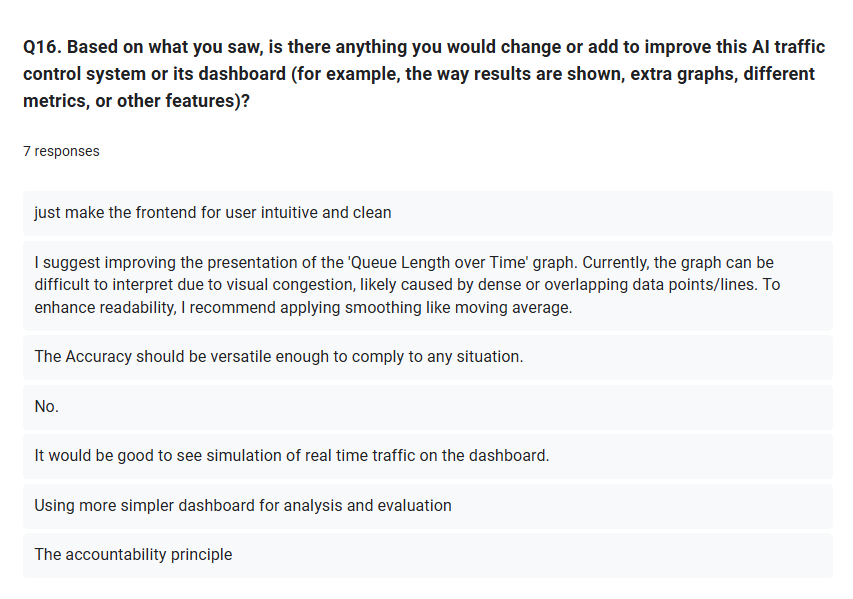 Q16. Based on what you saw, is there anything you would change or add to improve this AI traffic
control system or its dashboard (for example, the way results are shown, extra graphs, different
metrics, or other features)?
7 responses
just make the frontend for user intuitive and clean
I suggest improving the presentation of the 'Queue Length over Time' graph. Currently, the graph can be
difficult to interpret due to visual congestion, likely caused by dense or overlapping data points/lines. To
enhance readability, I recommend applying smoothing like moving average.
The Accuracy should be versatile enough to comply to any situation.
No.
It would be good to see simulation of real time traffic on the dashboard.
Using more simpler dashboard for analysis and evaluation
The accountability principle